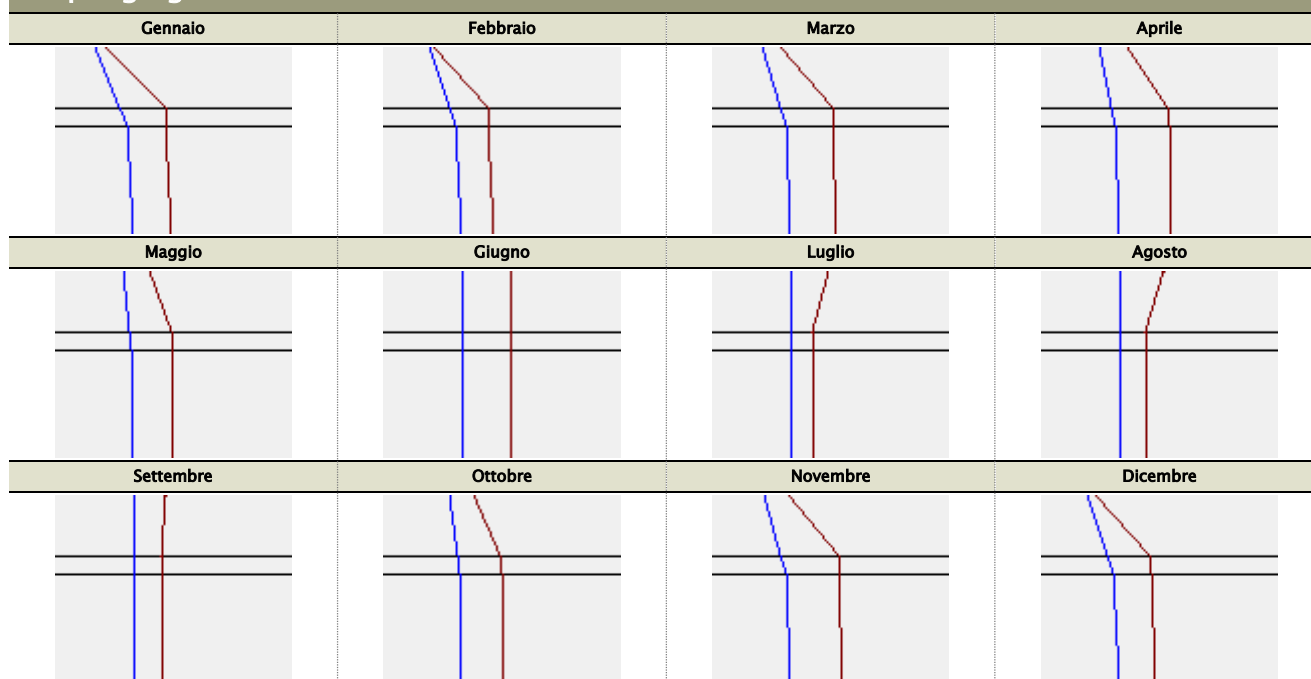 Gennaio Febbraio Marzo Aprile
Maggio Giugno Luglio Agosto
Settembre Ottobre Novembre Dicembre